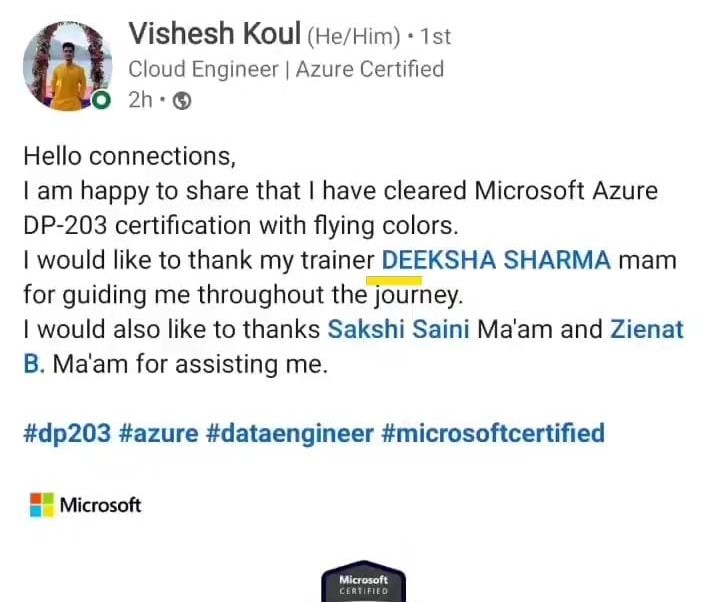 Vishesh Koul (He/Him) • 1st
Cloud Engineer | Azure Certified
2h •
Hello connections,
I am happy to share that I have cleared Microsoft Azure
DP-203 certification with flying colors.
I would like to thank my trainer DEEKSHA SHARMA mam
for guiding me throughout the journey.
I would also like to thanks Sakshi Saini Ma'am and Zienat
B. Ma'am for assisting me.
#dp203 #azure #dataengineer #microsoftcertified
Microsoft
Microsoft
CERTIFIED